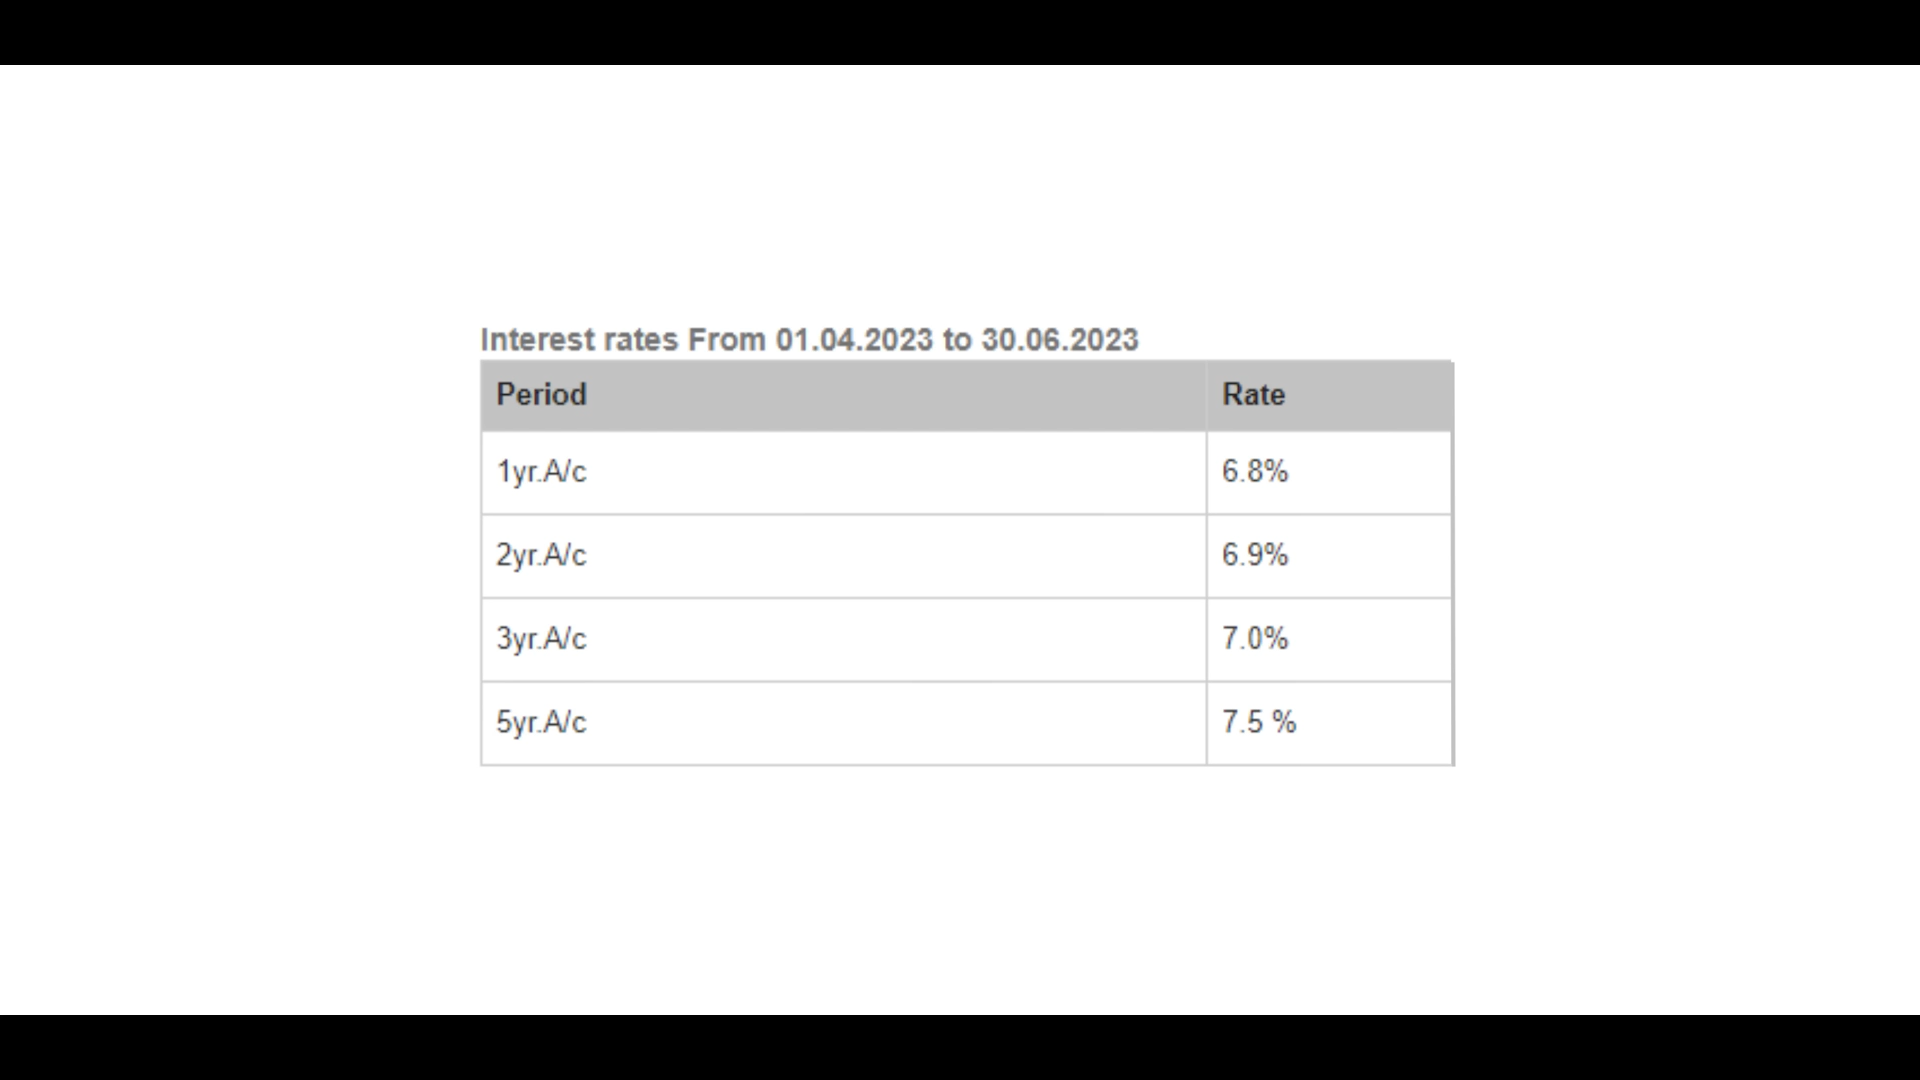 Interest rates From 01.04.2023 to 30.06.2023
Period Rate
1yr.A/c 6.8%
2yr.A/c 6.9%
3yr.A/c 7.0%
5yr.A/c 7.5 %